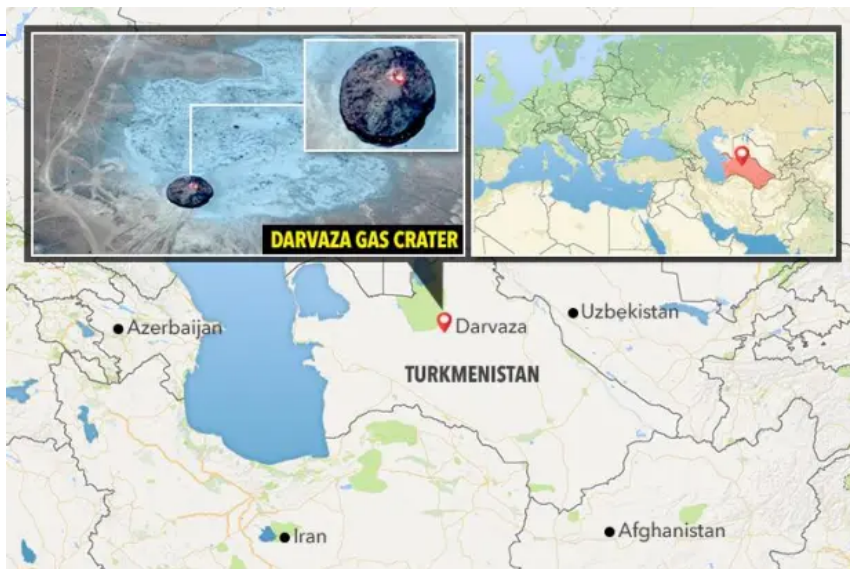 DARVAZA GAS CRATER
Azerbaijan
Darvaza
Uzbekistan
TURKMENISTAN
Iran
Afghanistan